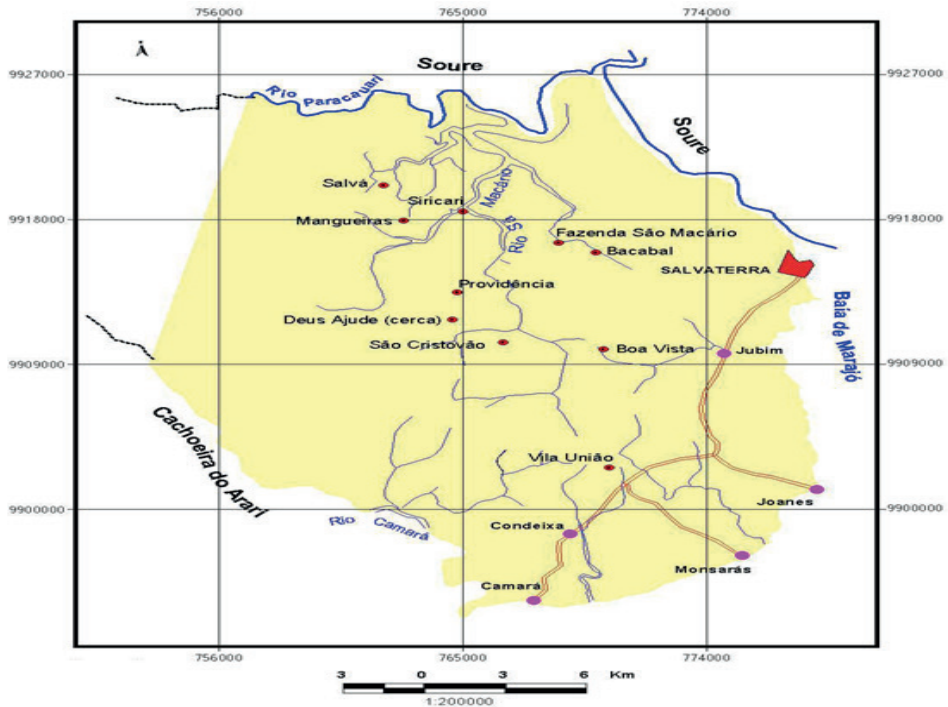 756000 765000 774000
Soure
9927000 9927000
Rio Paracauari
Soure
Salvá
Siricari
Macário
Mangueiras
9918000 9918000
Rio Sã
Fazenda São Macário
Bacabal
SALVATERRA
Providência
Baía de Marajó
Deus Ajude (cerca)
São Cristovão
Boa Vista
Jubim
9909000 9909000
Cachoeira do Arari
Vila União
Joanes
9900000 9900000
Rio Camará
Condeixa
Monsarás
Camará
756000 765000 774000
3 0 3 6 Km
1:200000